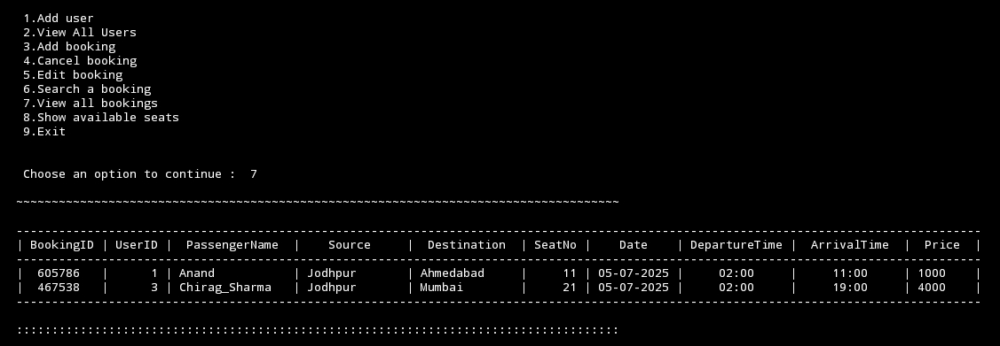 1.Add user
2.View All Users
3.Add booking
4.Cancel booking
5.Edit booking
6.Search a booking
7.View all bookings
8.Show available seats
9.Exit
Choose an option to continue :  7
~~~~~~~~~~~~~~~~~~~~~~~~~~~~~~~~~~~~~~~~~~~~~~~~~~~~~~~~~~~~~~~~~~~~~~~~~~~~~~~~~~~~~
----------------------------------------------------------------------------------------------------------------------------------------
| BookingID | UserID |  PassengerName  |    Source     |  Destination  | SeatNo |    Date    | DepartureTime |  ArrivalTime  |  Price  |
----------------------------------------------------------------------------------------------------------------------------------------
|  605786   |      1 | Anand           | Jodhpur       | Ahmedabad     |     11 | 05-07-2025 |     02:00     |     11:00     | 1000    |
|  467538   |      3 | Chirag_Sharma   | Jodhpur       | Mumbai        |     21 | 05-07-2025 |     02:00     |     19:00     | 4000    |
----------------------------------------------------------------------------------------------------------------------------------------
:::::::::::::::::::::::::::::::::::::::::::::::::::::::::::::::::::::::::::::::::::::